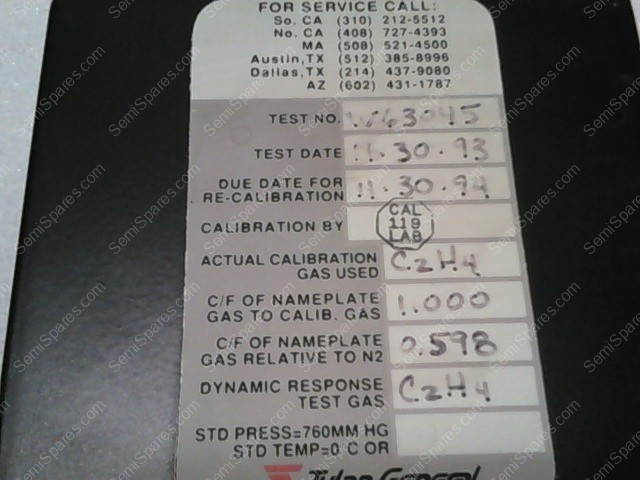 FOR SERVICE CALL:
So. CA (310) 212-5512
No. CA (408) 727-4393
MA (508) 521-4500
Austin,TX (512) 385-8996
Dallas,TX (214) 437-9080
AZ (602) 431-1787
TEST NO.
TEST DATE 11.30.93
DUE DATE FOR 11.30.94
RE-CALIBRATION
CALIBRATION BY CAL
119
LAB
ACTUAL CALIBRATION C2H4
GAS USED
C/F OF NAMEPLATE 1.000
GAS TO CALIB. GAS
C/F OF NAMEPLATE 0.598
GAS RELATIVE TO N2
DYNAMIC RESPONSE C2H4
TEST GAS
STD PRESS=760MM HG
STD TEMP=0°C OR
Tylan General
SemiSpares.com